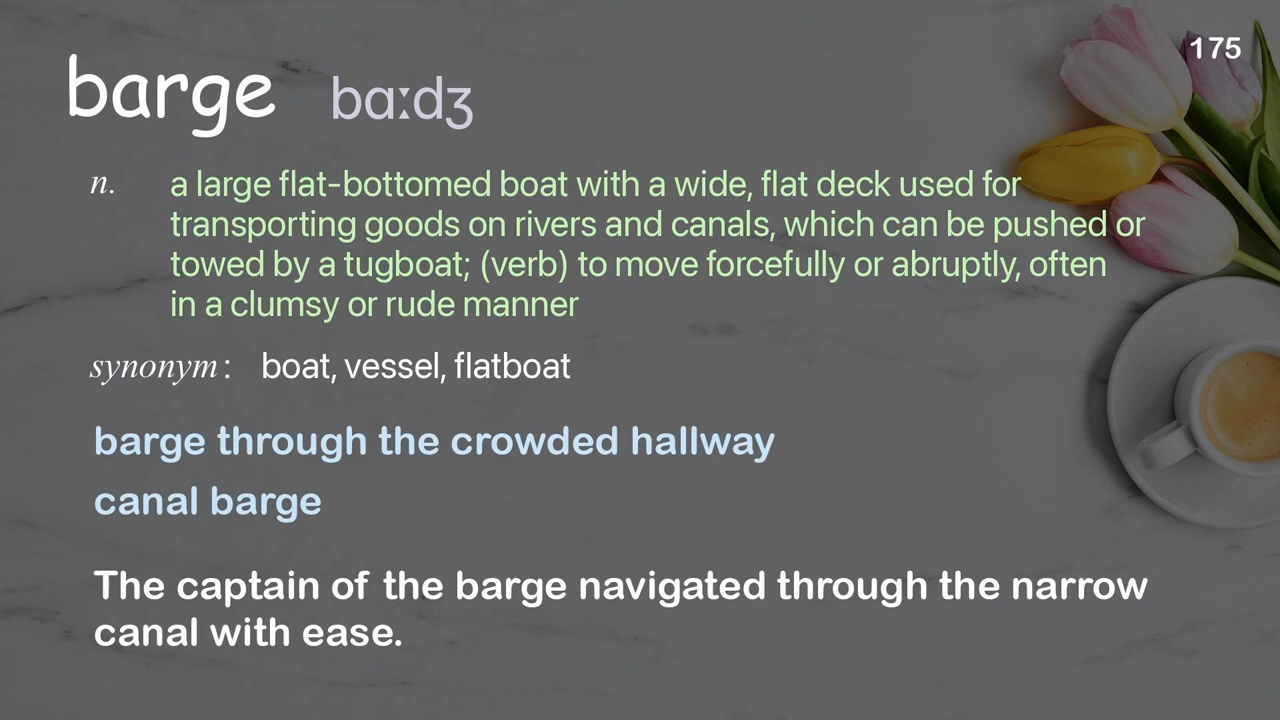 175
barge bɑːdʒ
n. a large flat-bottomed boat with a wide, flat deck used for
transporting goods on rivers and canals, which can be pushed or
towed by a tugboat; (verb) to move forcefully or abruptly, often
in a clumsy or rude manner
synonym: boat, vessel, flatboat
barge through the crowded hallway
canal barge
The captain of the barge navigated through the narrow
canal with ease.